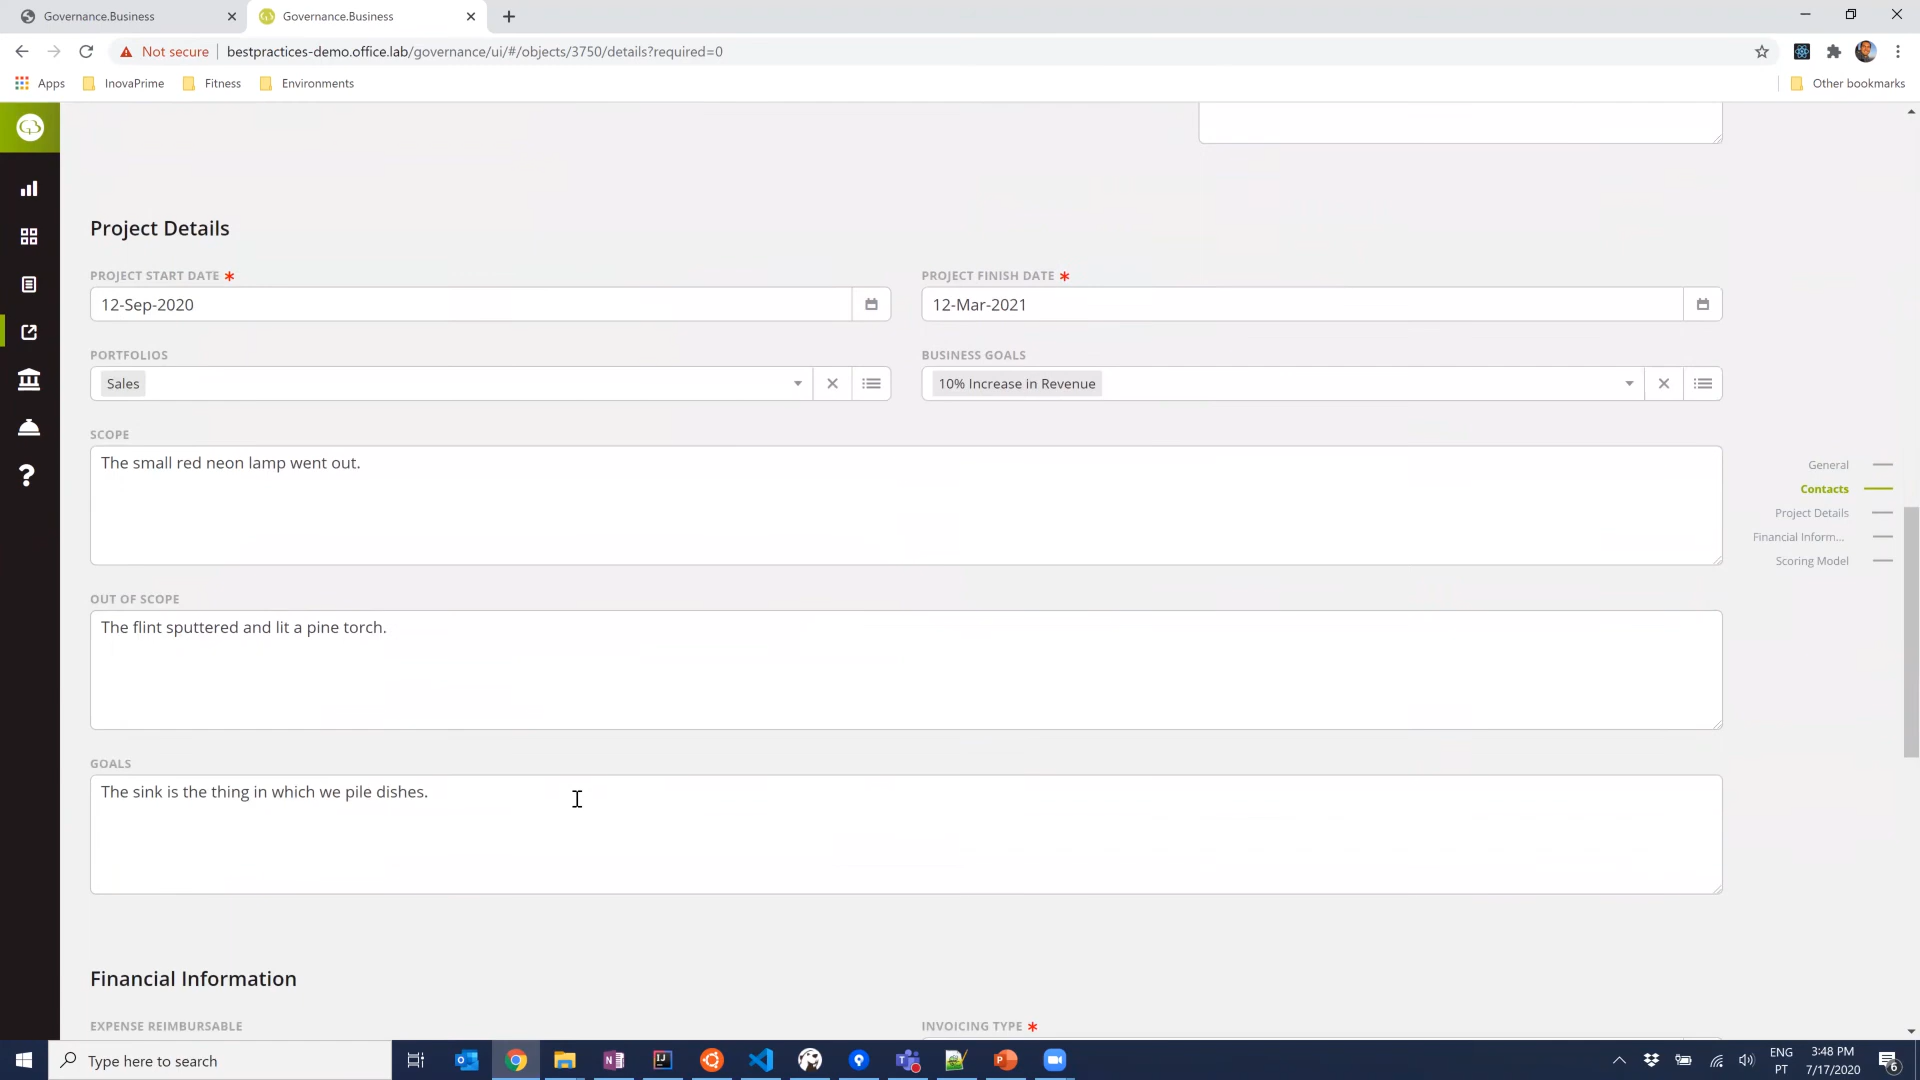 Governance.Business
Governance.Business
Not secure
bestpractices-demo.office.lab/governance/ui/#/objects/3750/details?required=0
Apps
InovaPrime
Fitness
Environments
Other bookmarks
Project Details
PROJECT START DATE *
PROJECT FINISH DATE *
12-Sep-2020
12-Mar-2021
PORTFOLIOS
BUSINESS GOALS
Sales
10% Increase in Revenue
SCOPE
The small red neon lamp went out.
General
Contacts
Project Details
Financial Inform...
Scoring Model
OUT OF SCOPE
The flint sputtered and lit a pine torch.
GOALS
The sink is the thing in which we pile dishes.
Financial Information
EXPENSE REIMBURSABLE
INVOICING TYPE *
Type here to search
ENG
PT
3:48 PM
7/17/2020
6